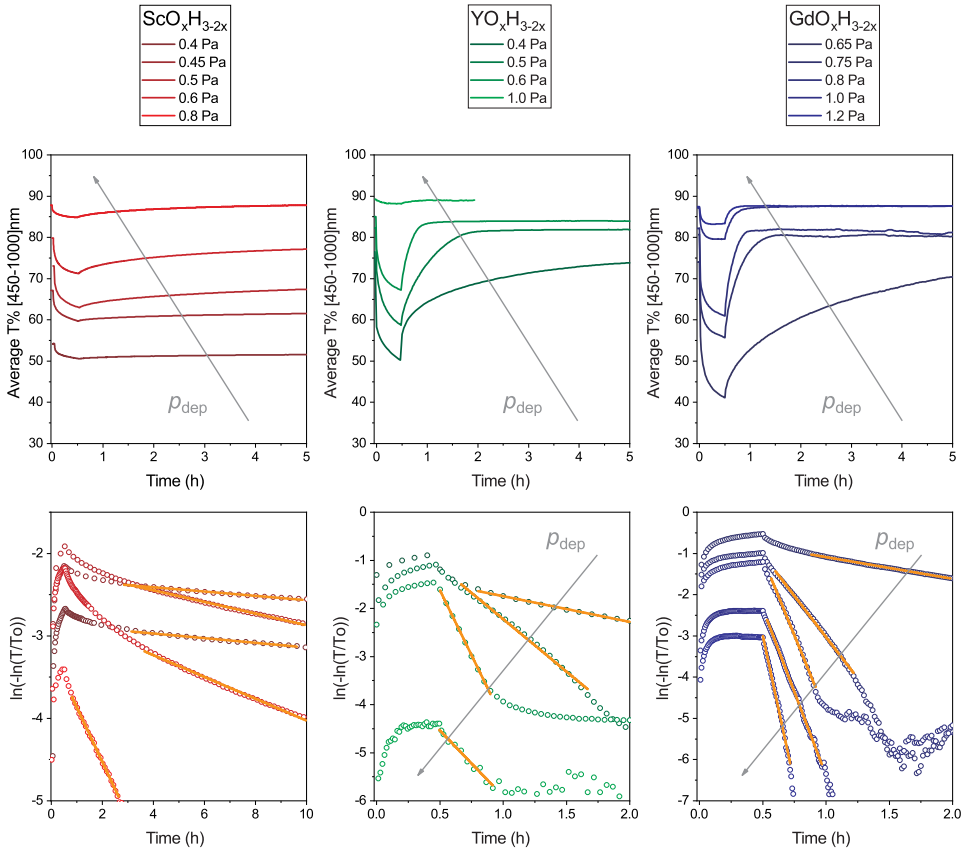 ScOxH3-2x
0.4 Pa
0.45 Pa
0.5 Pa
0.6 Pa
0.8 Pa
YOxH3-2x
0.4 Pa
0.5 Pa
0.6 Pa
1.0 Pa
GdOxH3-2x
0.65 Pa
0.75 Pa
0.8 Pa
1.0 Pa
1.2 Pa
Average T% [450-1000]nm
100
90
80
70
60
50
40
30
pdep
0 1 2 3 4 5
Time (h)
Average T% [450-1000]nm
100
90
80
70
60
50
40
30
pdep
0 1 2 3 4 5
Time (h)
Average T% [450-1000]nm
100
90
80
70
60
50
40
30
pdep
0 1 2 3 4 5
Time (h)
ln(-ln(T/To))
-2
-3
-4
-5
0 2 4 6 8 10
Time (h)
ln(-ln(T/To))
0
-1
-2
-3
-4
-5
-6
pdep
0.0 0.5 1.0 1.5 2.0
Time (h)
ln(-ln(T/To))
0
-1
-2
-3
-4
-5
-6
-7
pdep
0.0 0.5 1.0 1.5 2.0
Time (h)